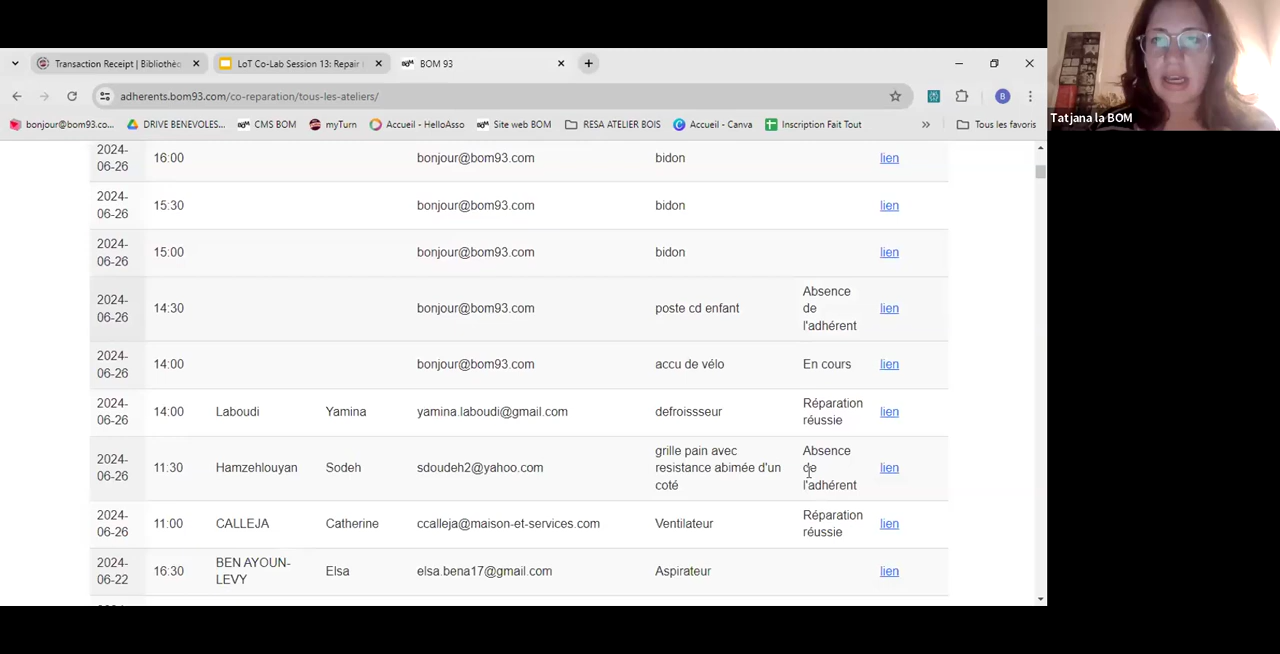 Transaction Receipt | Bibliothè
LoT Co-Lab Session 13: Repair
BOM 93
adherents.bom93.com/co-reparation/tous-les-ateliers/
bonjour@bom93.co... DRIVE BENEVOLES... CMS BOM myTurn Accueil - HelloAsso Site web BOM RESA ATELIER BOIS Accueil - Canva Inscription Fait Tout » Tous les favoris
Tatjana la BOM
2024-
06-26 16:00 bonjour@bom93.com bidon lien
2024-
06-26 15:30 bonjour@bom93.com bidon lien
2024-
06-26 15:00 bonjour@bom93.com bidon lien
2024-
06-26 14:30 bonjour@bom93.com poste cd enfant Absence
de
l'adhérent lien
2024-
06-26 14:00 bonjour@bom93.com accu de vélo En cours lien
2024-
06-26 14:00 Laboudi Yamina yamina.laboudi@gmail.com defroissseur Réparation
réussie lien
2024-
06-26 11:30 Hamzehlouyan Sodeh sdoudeh2@yahoo.com grille pain avec
resistance abimée d'un
coté Absence
de
l'adhérent lien
2024-
06-26 11:00 CALLEJA Catherine ccalleja@maison-et-services.com Ventilateur Réparation
réussie lien
2024-
06-22 16:30 BEN AYOUN-
LEVY Elsa elsa.bena17@gmail.com Aspirateur lien